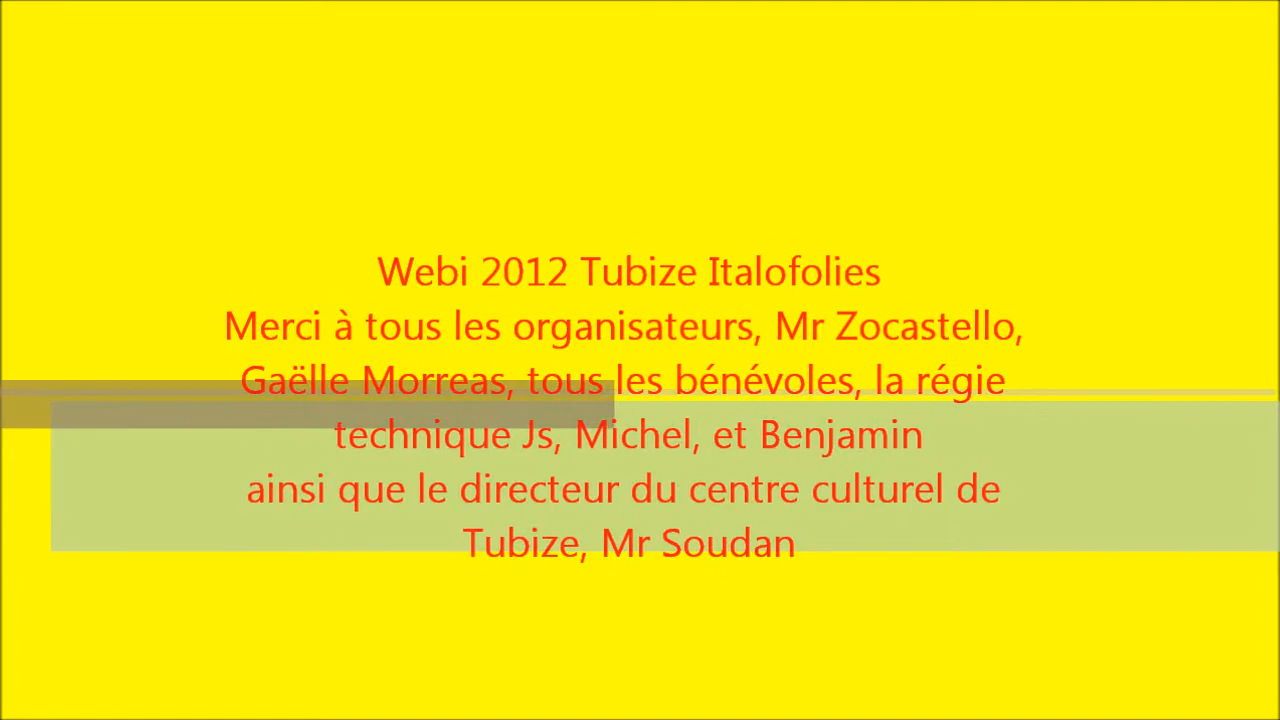 Webi 2012 Tubize Italofolies
Merci à tous les organisateurs, Mr Zocastello,
Gaëlle Morreas, tous les bénévoles, la régie
technique Js, Michel, et Benjamin
ainsi que le directeur du centre culturel de
Tubize, Mr Soudan